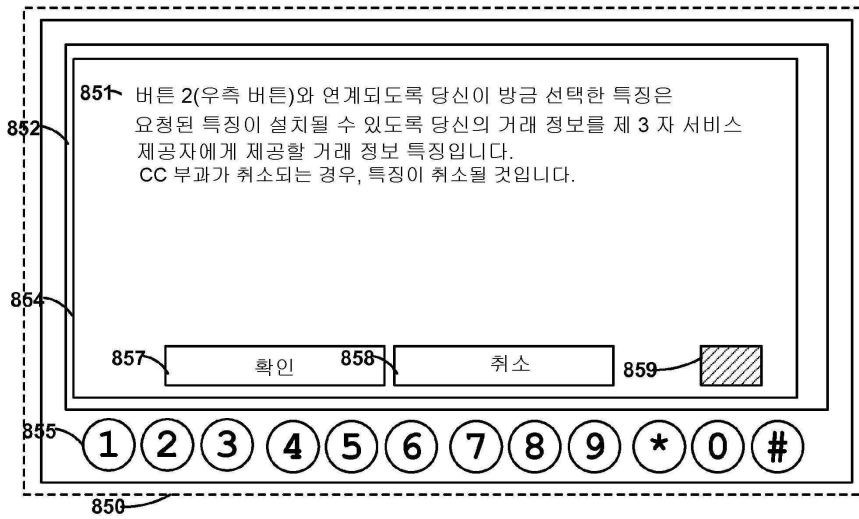 851 버튼 2(우측 버튼)와 연계되도록 당신이 방금 선택한 특징은
852 요청된 특징이 설치될 수 있도록 당신의 거래 정보를 제 3 자 서비스
제공자에게 제공할 거래 정보 특징입니다.
CC 부과가 취소되는 경우, 특징이 취소될 것입니다.
864
857 확인 858 취소 859
855 1 2 3 4 5 6 7 8 9 * 0 #
850